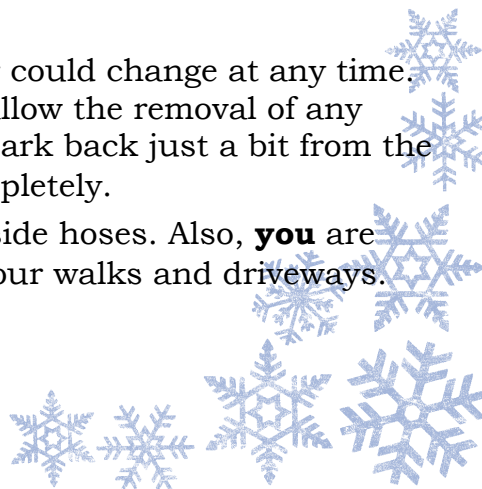 could change at any time.
llow the removal of any
ark back just a bit from the
pletely.
side hoses. Also, you are
our walks and driveways.